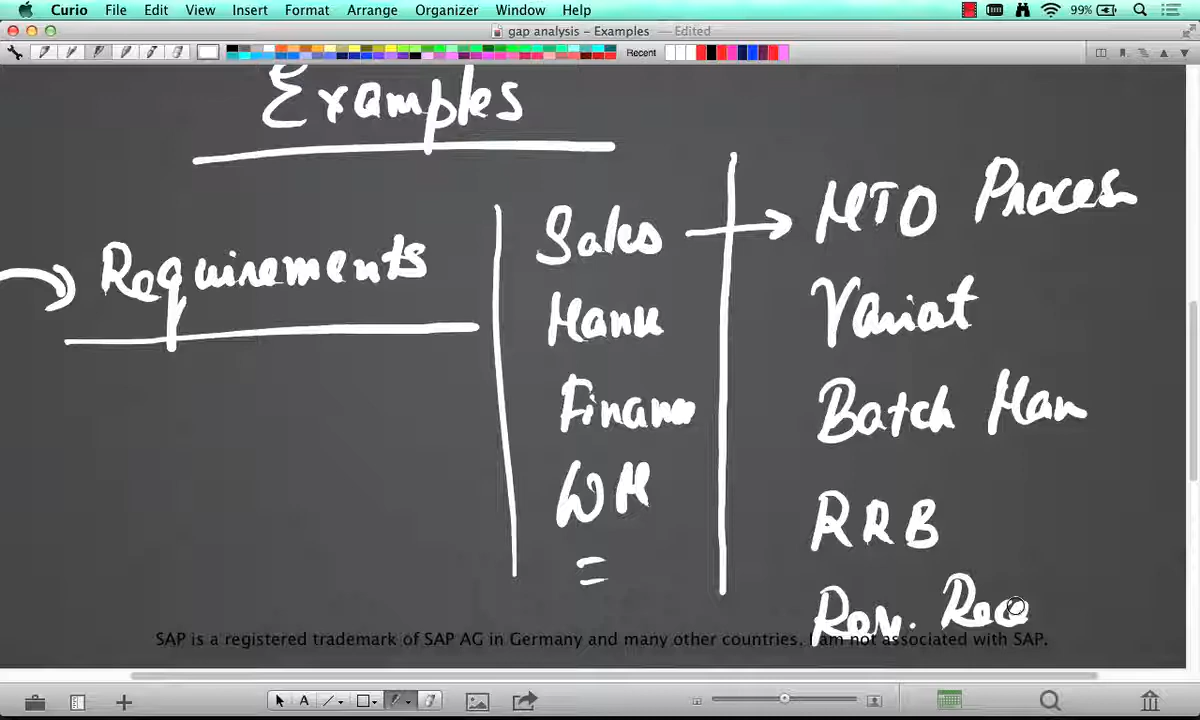 Curio File Edit View Insert Format Arrange Organizer Window Help 99%
gap analysis – Examples — Edited
Recent
Examples
Requirements
Sales → MTO Proces
Manu
Variat
Finance
Batch Man
WM
RRB
Rev. Reco
SAP is a registered trademark of SAP AG in Germany and many other countries. I am not associated with SAP.
A